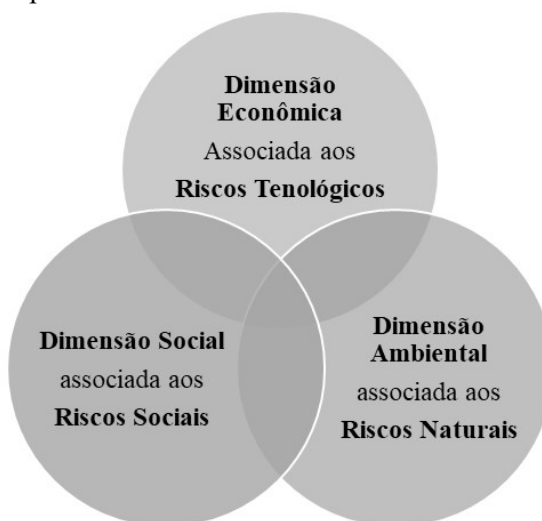 Dimensão
Econômica
Associada aos
Riscos Tenológicos
Dimensão Social
associada aos
Riscos Sociais
Dimensão
Ambiental
associada aos
Riscos Naturais